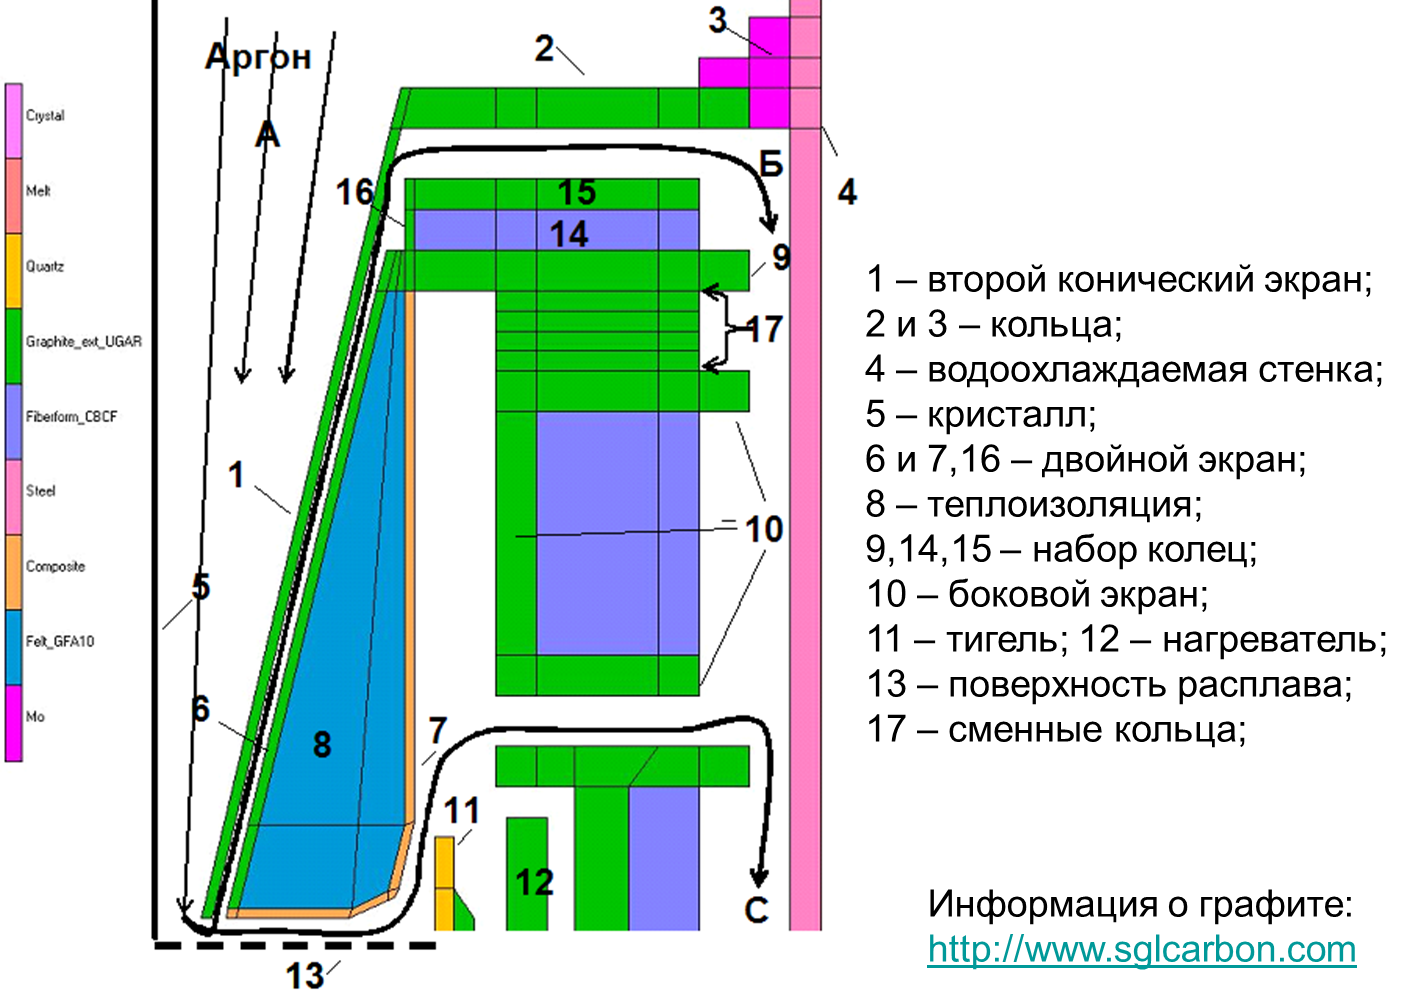 Аргон
А
Crystal
Melt
Quartz
Graphite_ext_UGAR
Fiberform_CBCF
Steel
Composite
Felt_GFA10
Mo
2
3
Б
16
15
4
14
9
17
1
10
5
6
8
7
11
12
С
13
1 – второй конический экран;
2 и 3 – кольца;
4 – водоохлаждаемая стенка;
5 – кристалл;
6 и 7,16 – двойной экран;
8 – теплоизоляция;
9,14,15 – набор колец;
10 – боковой экран;
11 – тигель; 12 – нагреватель;
13 – поверхность расплава;
17 – сменные кольца;
Информация о графите:
http://www.sglcarbon.com